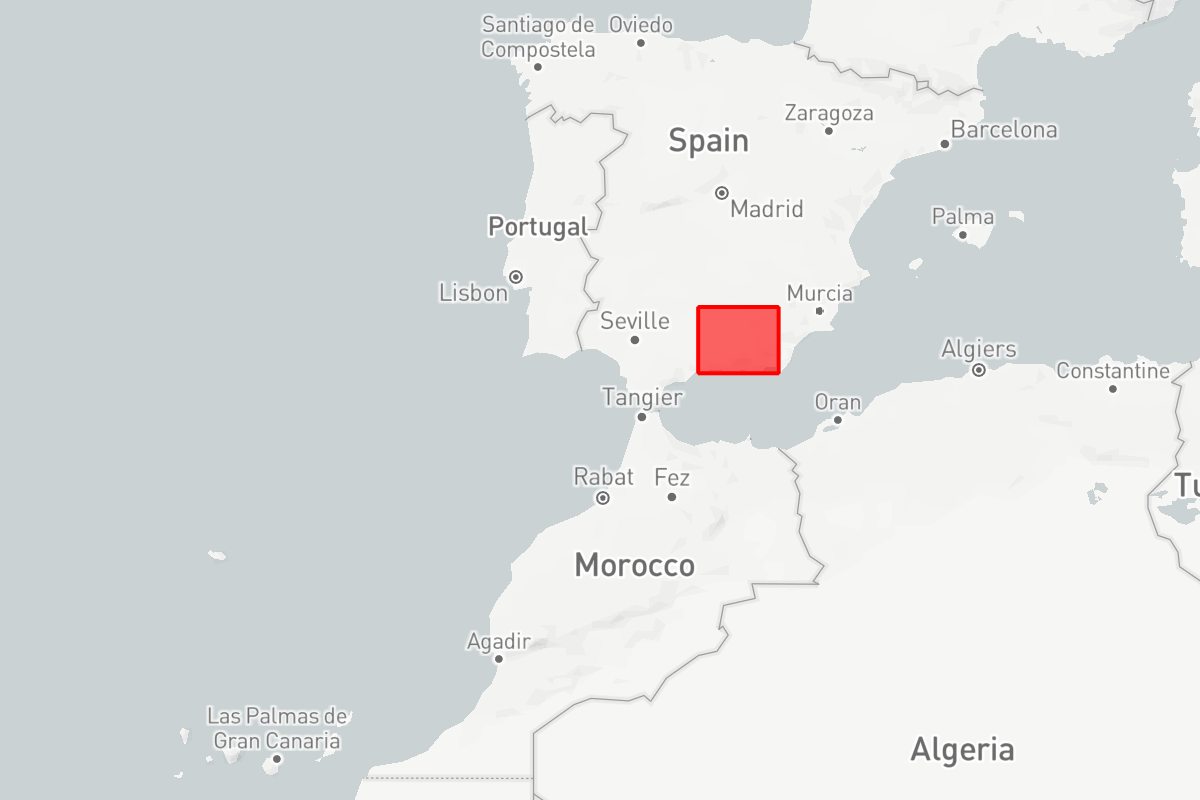 Santiago de
Compostela
Oviedo
Zaragoza
Barcelona
Spain
Madrid
Palma
Portugal
Lisbon
Murcia
Seville
Algiers
Constantine
Tangier
Oran
Rabat
Fez
Tu
Morocco
Agadir
Las Palmas de
Gran Canaria
Algeria